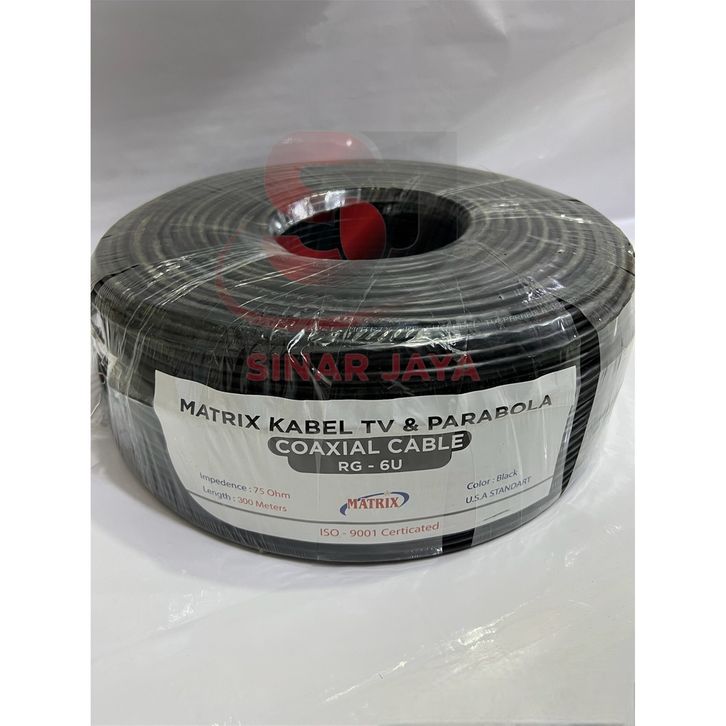 SJ
SINAR JAYA
MATRIX KABEL TV & PARABOLA
COAXIAL CABLE
RG - 6U
Impedence : 75 Ohm
Length : 300 Meters
MATRIX
Color : Black
U.S.A STANDART
ISO - 9001 Certicated